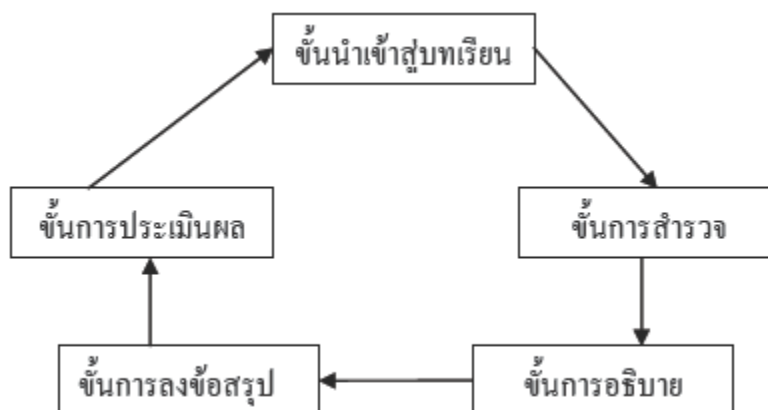 ขั้นนำเข้าสู่บทเรียน
ขั้นการสำรวจ
ขั้นการอธิบาย
ขั้นการลงข้อสรุป
ขั้นการประเมินผล